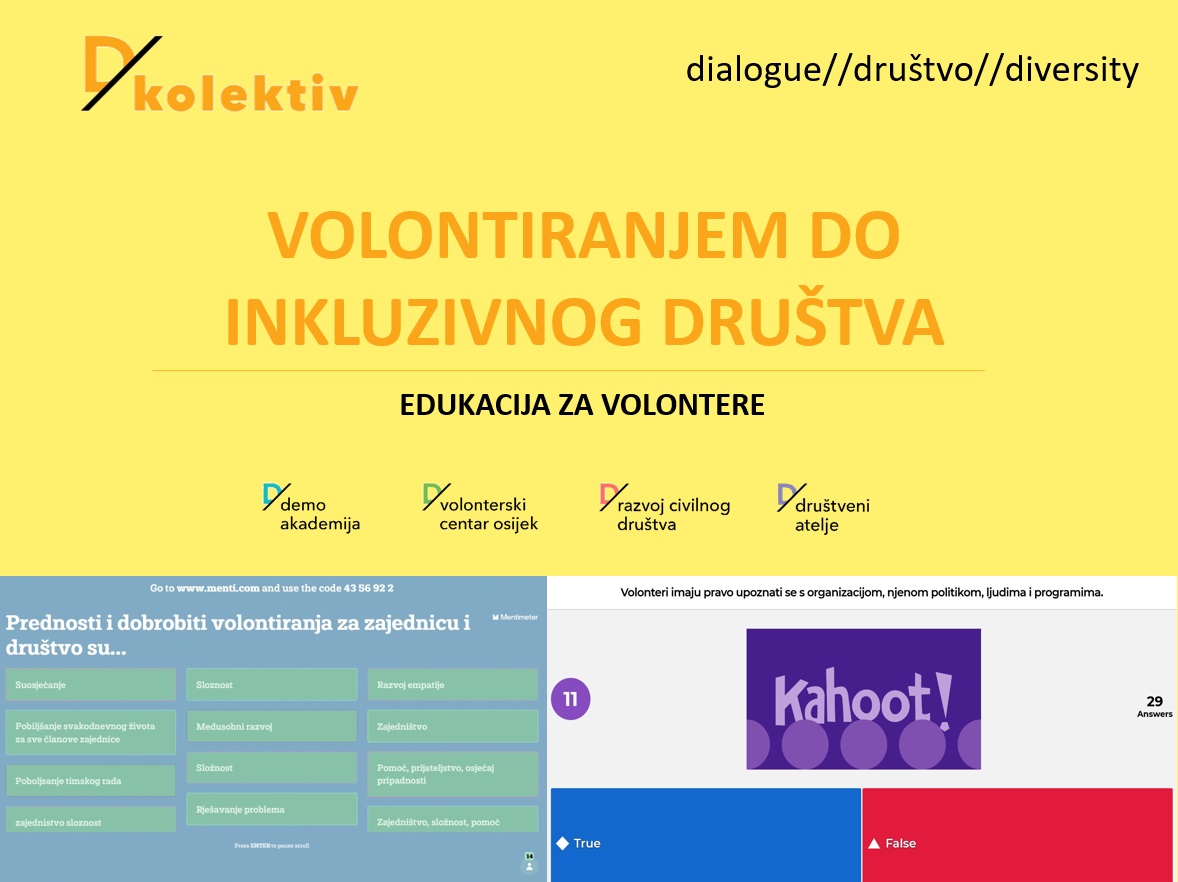 D/kolektiv
dialogue//društvo//diversity
VOLONTIRANJEM DO
INKLUZIVNOG DRUŠTVA
EDUKACIJA ZA VOLONTERE
D/demo
akademija
D/volonterski
centar osijek
D/razvoj civilnog
društva
D/društveni
atelje
Go to www.menti.com and use the code 43 56 92 2
Prednosti i dobrobiti volontiranja za zajednicu i
društvo su...
Mentimeter
Suosjećanje
Pobiljšanje svakodnevnog života
za sve članove zajednice
Poboljsanje timskog rada
zajednistvo sloznost
Sloznost
Međusobni razvoj
Složnost
Rješavanje problema
Razvoj empatije
Zajedništvo
Pomoć, prijateljstvo, osjećaj
pripadnosti
Zajedništvo, složnost, pomoć
Press ENTER to pause scroll
14
Volonteri imaju pravo upoznati se s organizacijom, njenom politikom, ljudima i programima.
11
Kahoot!
29
Answers
True
False